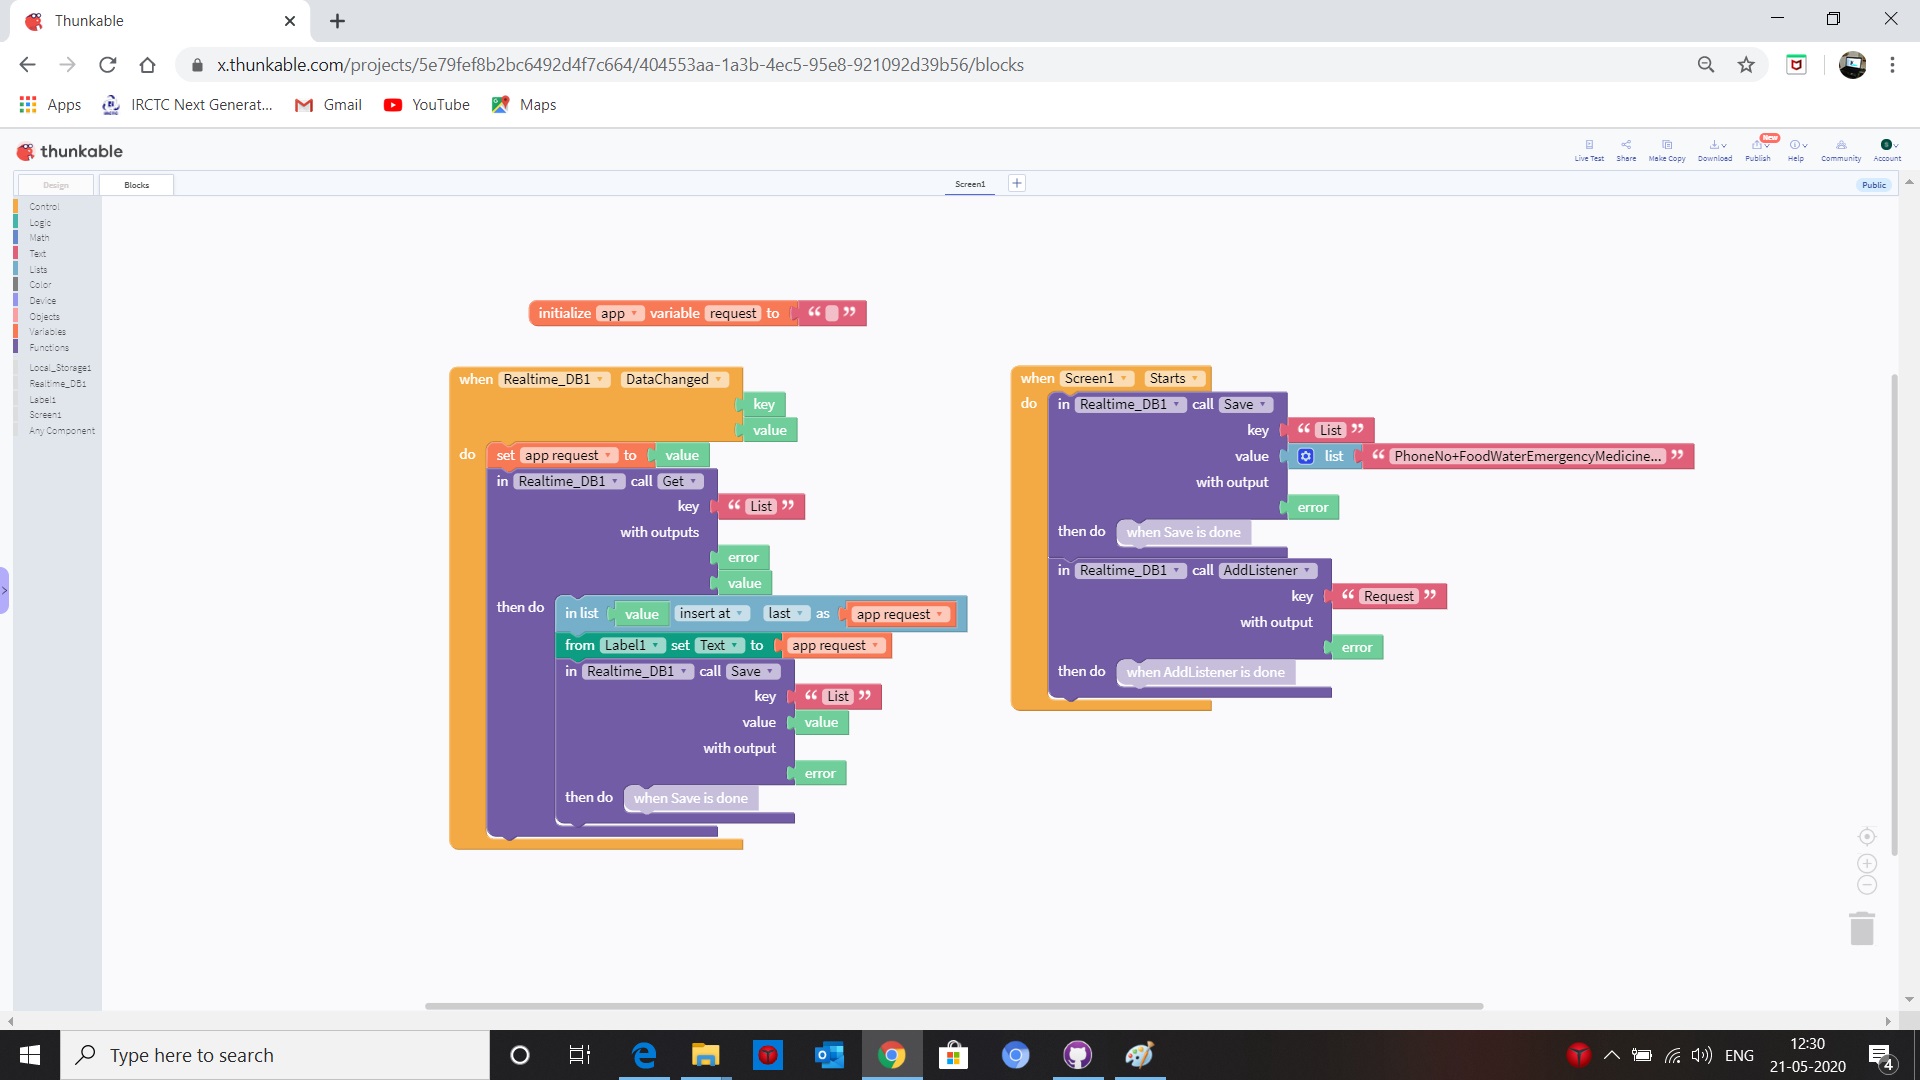 Thunkable
x.thunkable.com/projects/5e79fef8b2bc6492d4f7c664/404553aa-1a3b-4ec5-95e8-921092d39b56/blocks
Apps IRCTC Next Generat... Gmail YouTube Maps
thunkable
New
Live Test Share Make Copy Download Publish Help Community Account
Design Blocks Screen1 + Public
Control
Logic
Math
Text
Lists
Color
Device
Objects
Variables
Functions
Local_Storage1
Realtime_DB1
Label1
Screen1
Any Component
initialize app variable request to “ ”
when Realtime_DB1 DataChanged
key
value
do set app request to value
in Realtime_DB1 call Get
key “ List ”
with outputs
error
value
then do in list value insert at last as app request
from Label1 set Text to app request
in Realtime_DB1 call Save
key “ List ”
value value
with output
error
then do when Save is done
when Screen1 Starts
do in Realtime_DB1 call Save
key “ List ”
value list “ PhoneNo+FoodWaterEmergencyMedicine... ”
with output
error
then do when Save is done
in Realtime_DB1 call AddListener
key “ Request ”
with output
error
then do when AddListener is done
Type here to search
ENG
12:30
21-05-2020
4